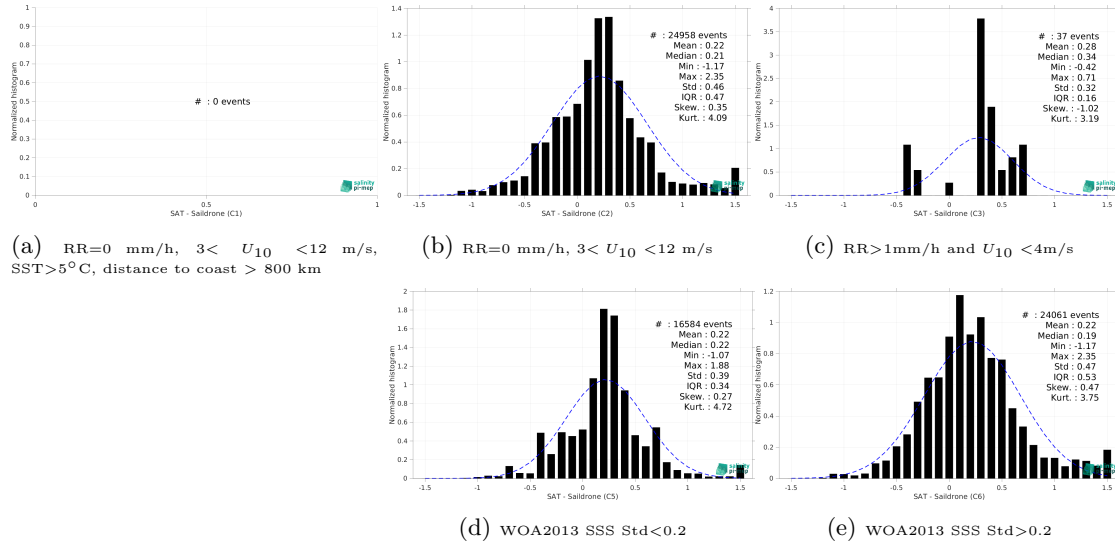 1
0.9
0.8
0.7
0.6
0.5
0.4
0.3
0.2
0.1
0
Normalized histogram
# : 0 events
salinity
pi-mep
0 0.5 1
SAT - Saildrone (C1)
(a) RR=0 mm/h, 3< U10 <12 m/s,
SST>5°C, distance to coast > 800 km
1.4
1.2
1
0.8
0.6
0.4
0.2
0
Normalized histogram
# : 24958 events
Mean : 0.22
Median : 0.21
Min : -1.17
Max : 2.35
Std : 0.46
IQR : 0.47
Skew. : 0.35
Kurt. : 4.09
salinity
pi-mep
-1.5 -1 -0.5 0 0.5 1 1.5
SAT - Saildrone (C2)
(b) RR=0 mm/h, 3< U10 <12 m/s
4
3.5
3
2.5
2
1.5
1
0.5
0
Normalized histogram
# : 37 events
Mean : 0.28
Median : 0.34
Min : -0.42
Max : 0.71
Std : 0.32
IQR : 0.16
Skew. : -1.02
Kurt. : 3.19
salinity
pi-mep
-1.5 -1 -0.5 0 0.5 1 1.5
SAT - Saildrone (C3)
(c) RR>1mm/h and U10 <4m/s
2
1.8
1.6
1.4
1.2
1
0.8
0.6
0.4
0.2
0
Normalized histogram
# : 16584 events
Mean : 0.22
Median : 0.22
Min : -1.07
Max : 1.88
Std : 0.39
IQR : 0.34
Skew. : 0.27
Kurt. : 4.72
salinity
pi-mep
-1.5 -1 -0.5 0 0.5 1 1.5
SAT - Saildrone (C5)
(d) WOA2013 SSS Std<0.2
1.2
1
0.8
0.6
0.4
0.2
0
Normalized histogram
# : 24061 events
Mean : 0.22
Median : 0.19
Min : -1.17
Max : 2.35
Std : 0.47
IQR : 0.53
Skew. : 0.47
Kurt. : 3.75
salinity
pi-mep
-1.5 -1 -0.5 0 0.5 1 1.5
SAT - Saildrone (C6)
(e) WOA2013 SSS Std>0.2